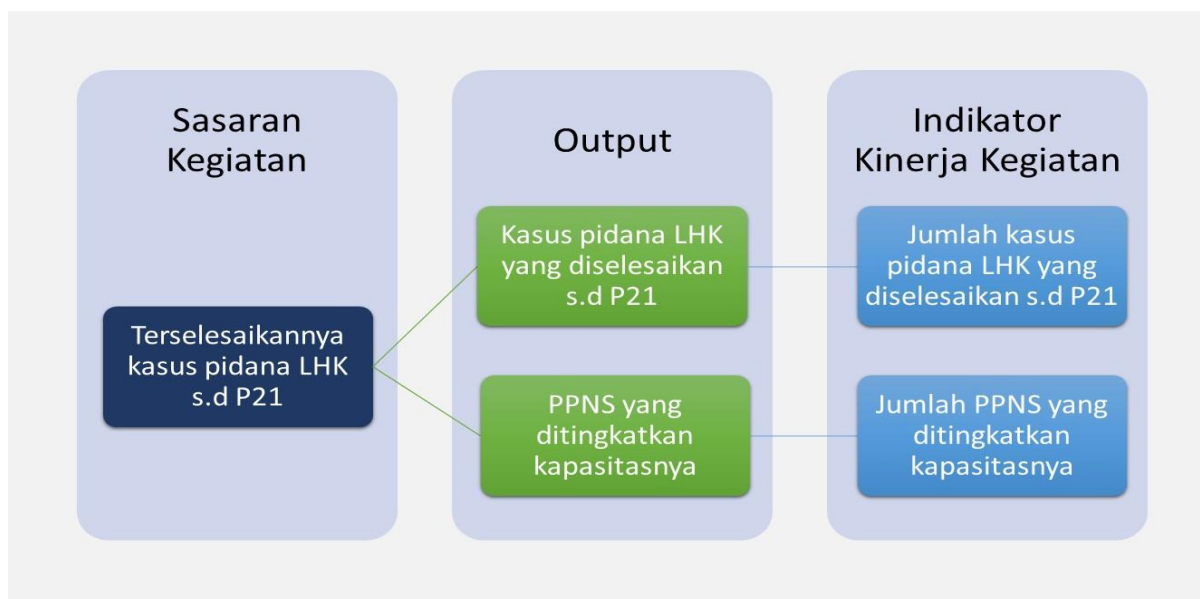 Sasaran
Kegiatan
Terselesaikannya
kasus pidana LHK
s.d P21
Output
Kasus pidana LHK
yang diselesaikan
s.d P21
PPNS yang
ditingkatkan
kapasitasnya
Indikator
Kinerja Kegiatan
Jumlah kasus
pidana LHK yang
diselesaikan s.d P21
Jumlah PPNS yang
ditingkatkan
kapasitasnya